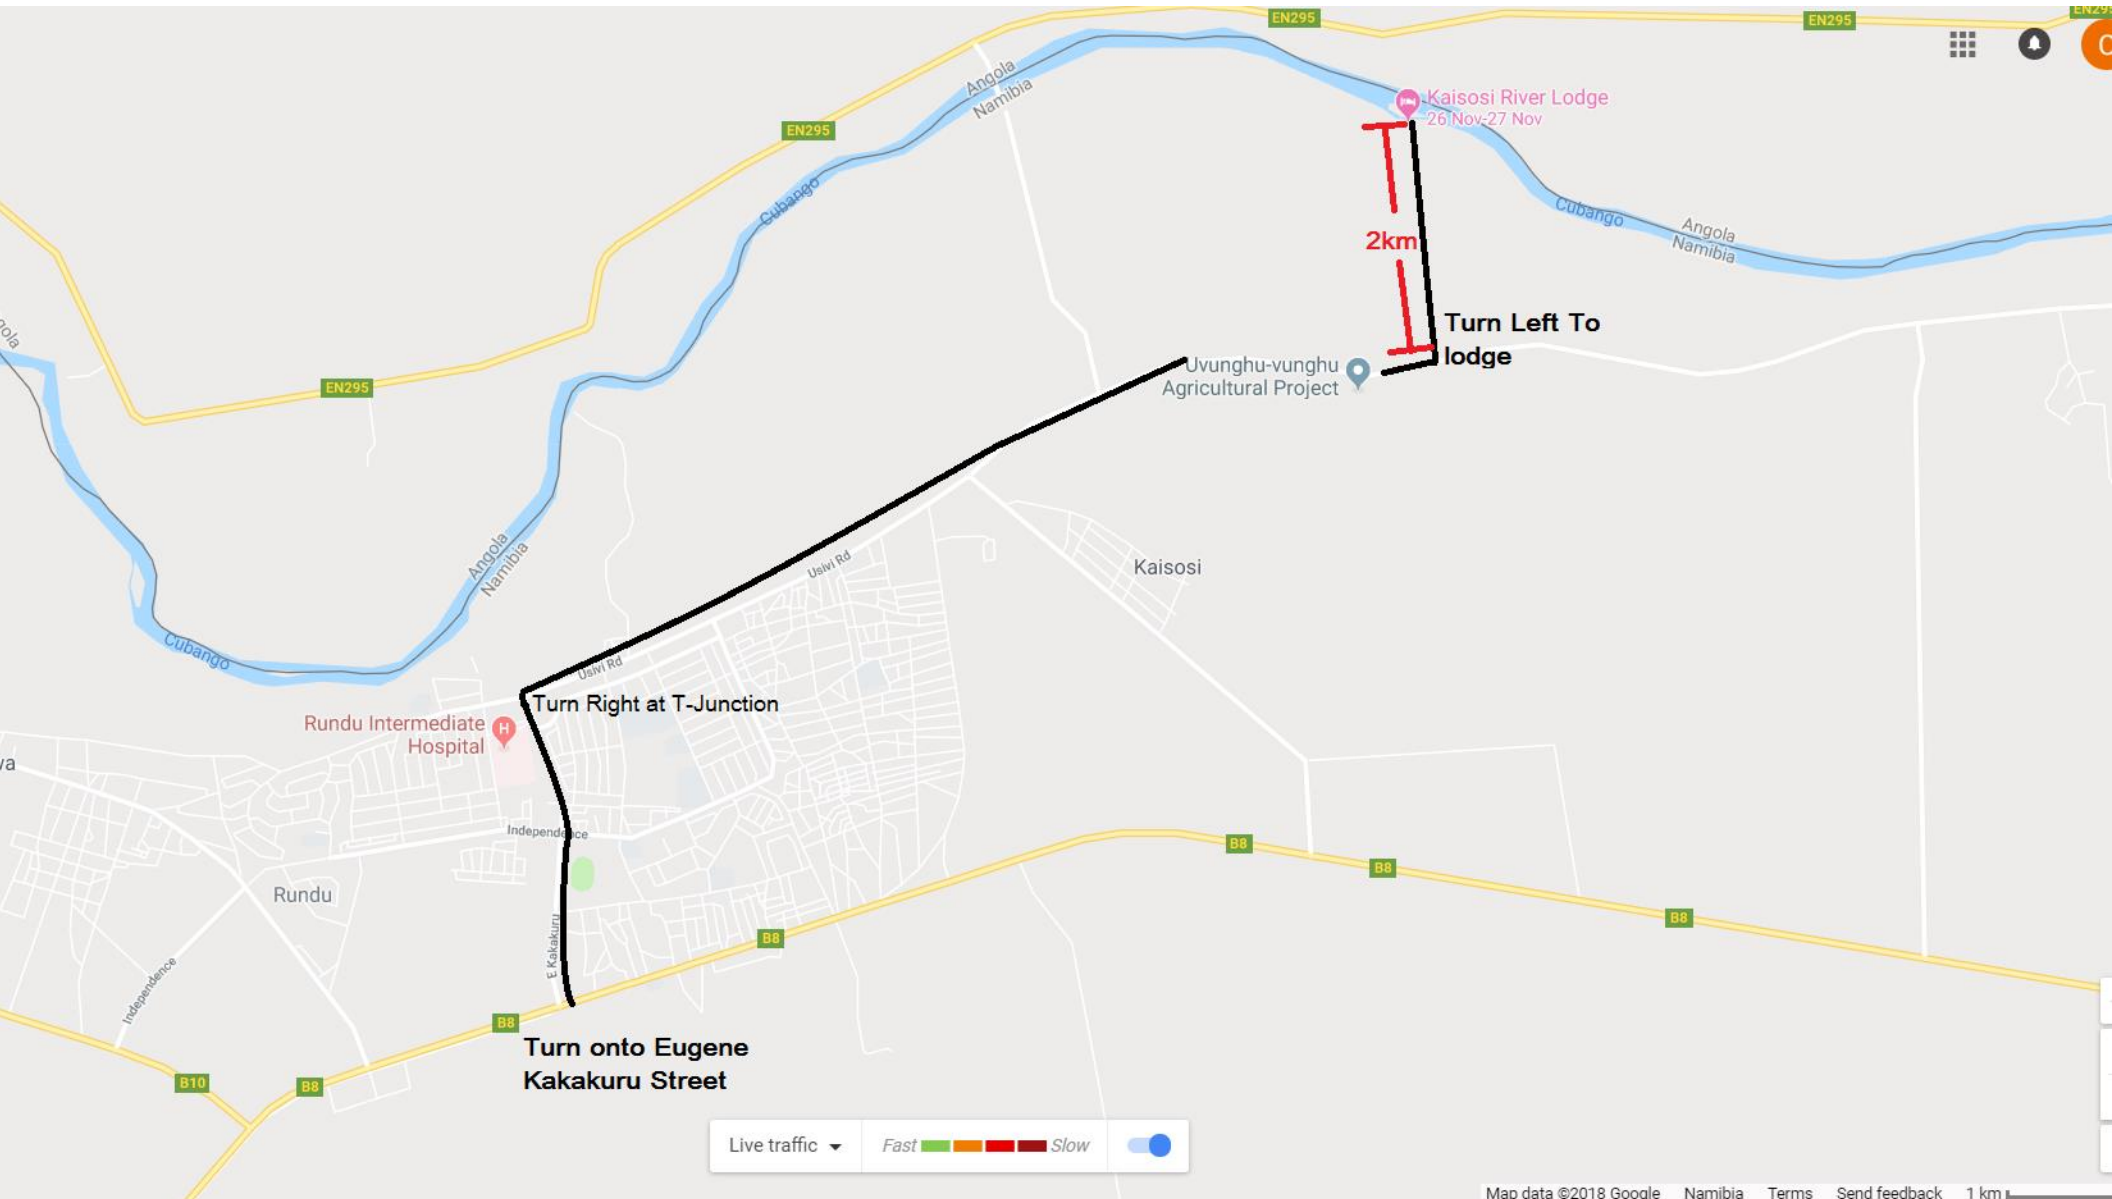 EN295
EN295
EN295
C
Angola
Namibia
Kaisosi River Lodge
26 Nov-27 Nov
EN295
Cubango
Cubango
Angola
Namibia
2km
Turn Left To
lodge
gola
Uvunghu-vunghu
Agricultural Project
EN295
Angola
Namibia
Usivi Rd
Kaisosi
Cubango
Usivi Rd
Turn Right at T-Junction
Rundu Intermediate
Hospital
H
va
Independence
B8
B8
Rundu
B8
E Kakakuru
B8
Independence
B8
Turn onto Eugene
Kakakuru Street
B10
B8
Live traffic
Fast
Slow
Map data ©2018 Google Namibia Terms Send feedback 1 km